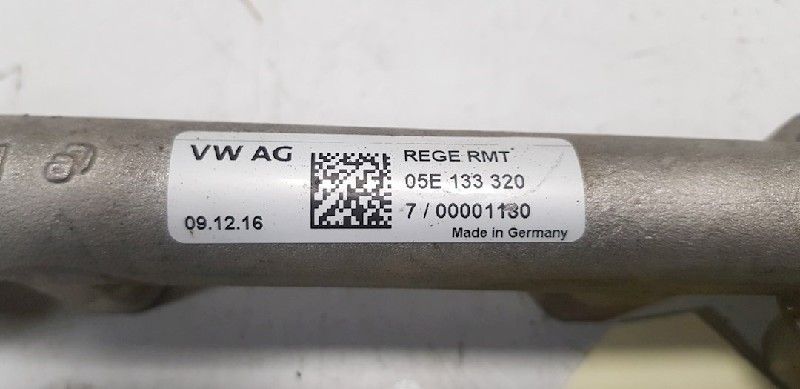 VW AG
09.12.16
REGE RMT
05E 133 320
7 / 00001130
Made in Germany